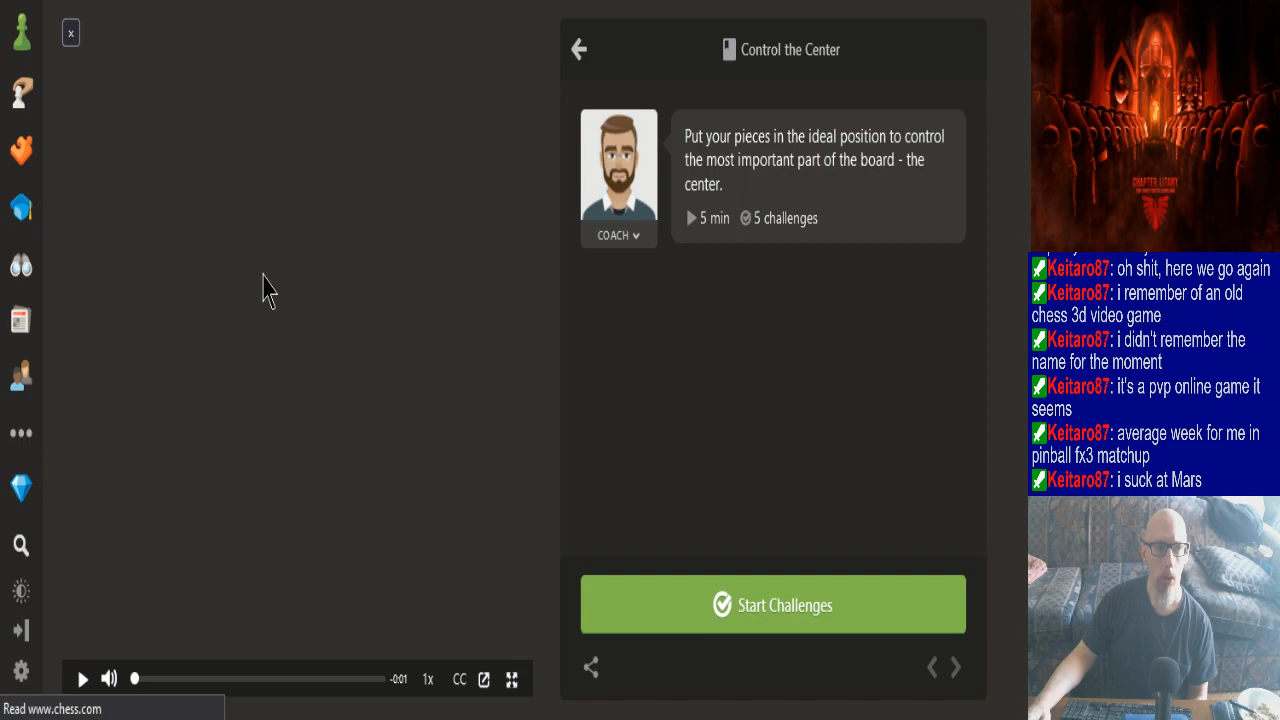 x
Control the Center
Put your pieces in the ideal position to control
the most important part of the board - the
center.
5 min 5 challenges
COACH
Start Challenges
-0:01 1x CC
Read www.chess.com
CHAPTER LITANY
Keitaro87: oh shit, here we go again
Keitaro87: i remember of an old
chess 3d video game
Keitaro87: i didn't remember the
name for the moment
Keitaro87: it's a pvp online game it
seems
Keitaro87: average week for me in
pinball fx3 matchup
Keitaro87: i suck at Mars